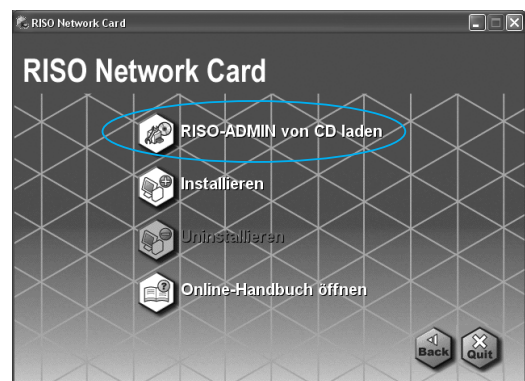 RISO Network Card
RISO Network Card
RISO-ADMIN von CD laden
Installieren
Uninstallieren
Online-Handbuch öffnen
Back
Quit